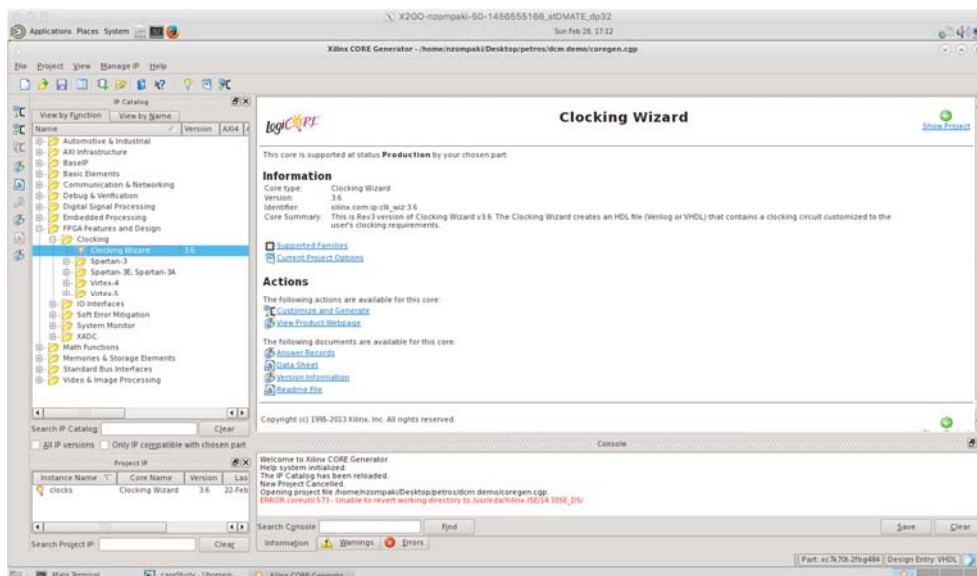 X2GO-nzompaki-50-1456555166_stDMATE_dp32
Applications Places System
Sun Feb 28, 17:12
Xilinx CORE Generator - /home/nzompaki/Desktop/petros/dcm demo/coregen.cgp
File Project View Manage IP Help
IP Catalog
View by Function View by Name
Name Version AXI4
Automotive & Industrial
AXI Infrastructure
BaseIP
Basic Elements
Communication & Networking
Debug & Verification
Digital Signal Processing
Embedded Processing
FPGA Features and Design
Clocking
Clocking Wizard 3.6
Spartan-3
Spartan-3E, Spartan-3A
Virtex-4
Virtex-5
IO Interfaces
Soft Error Mitigation
System Monitor
XADC
Math Functions
Memories & Storage Elements
Standard Bus Interfaces
Video & Image Processing
Search IP Catalog: Clear
All IP versions Only IP compatible with chosen part
Project IP
Instance Name Core Name Version Las
clocks Clocking Wizard 3.6 22-Feb
Search Project IP: Clear
logiCORE
Clocking Wizard
Show Project
This core is supported at status Production by your chosen part.
Information
Core type: Clocking Wizard
Version: 3.6
Identifier: xilinx.com:ip:clk_wiz:3.6
Core Summary: This is Rev3 version of Clocking Wizard v3.6. The Clocking Wizard creates an HDL file (Verilog or VHDL) that contains a clocking circuit customized to the
user's clocking requirements.
Supported Families
Current Project Options
Actions
The following actions are available for this core:
Customize and Generate
View Product Webpage
The following documents are available for this core:
Answer Records
Data Sheet
Version Information
Readme File
Copyright (c) 1995-2013 Xilinx, Inc. All rights reserved.
Console
Welcome to Xilinx CORE Generator.
Help system initialized.
The IP Catalog has been reloaded.
New Project Cancelled.
Opening project file /home/nzompaki/Desktop/petros/dcm demo/coregen.cgp.
ERROR:coreutil:573 - Unable to revert working directory to /usr/eda/Xilinx-ISE/14.7/ISE_DS/
Search Console: Find Save Clear
Information Warnings Errors
Part: xc7k70t-2fbg484 Design Entry: VHDL
Mate Terminal
Xilinx CORE Generator